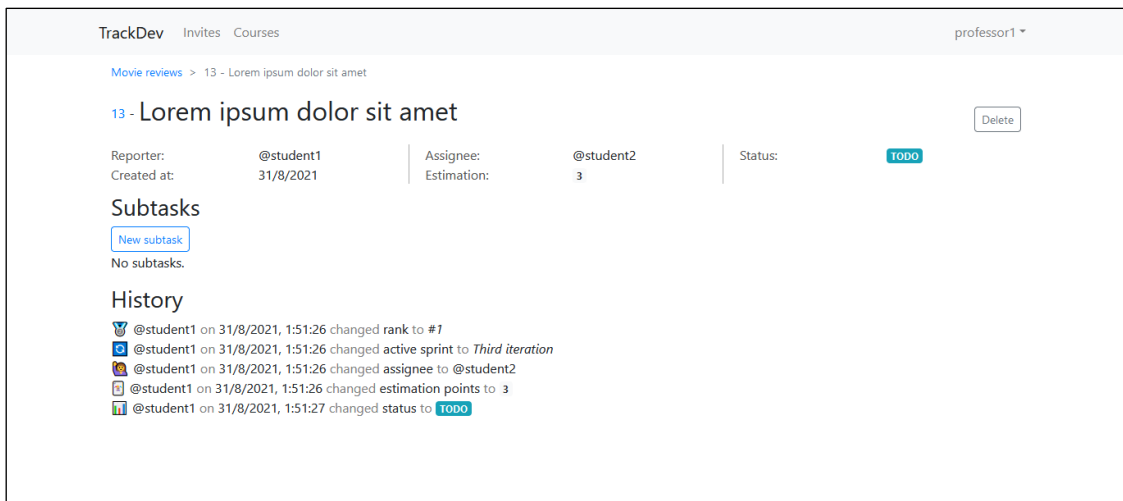 TrackDev Invites Courses professor1
Movie reviews > 13 - Lorem ipsum dolor sit amet
13 - Lorem ipsum dolor sit amet Delete
Reporter: @student1 Assignee: @student2 Status: TODO
Created at: 31/8/2021 Estimation: 3
Subtasks
New subtask
No subtasks.
History
@student1 on 31/8/2021, 1:51:26 changed rank to #1
@student1 on 31/8/2021, 1:51:26 changed active sprint to Third iteration
@student1 on 31/8/2021, 1:51:26 changed assignee to @student2
@student1 on 31/8/2021, 1:51:26 changed estimation points to 3
@student1 on 31/8/2021, 1:51:27 changed status to TODO